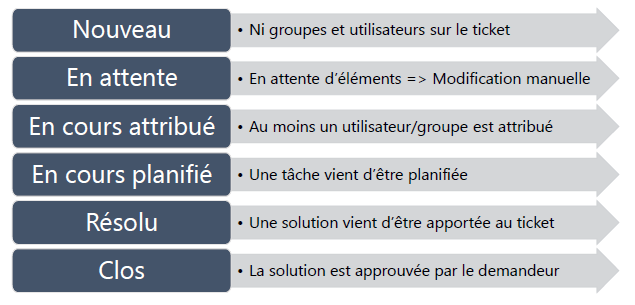 Nouveau
• Ni groupes et utilisateurs sur le ticket
En attente
• En attente d'éléments => Modification manuelle
En cours attribué
• Au moins un utilisateur/groupe est attribué
En cours planifié
• Une tâche vient d'être planifiée
Résolu
• Une solution vient d'être apportée au ticket
Clos
• La solution est approuvée par le demandeur